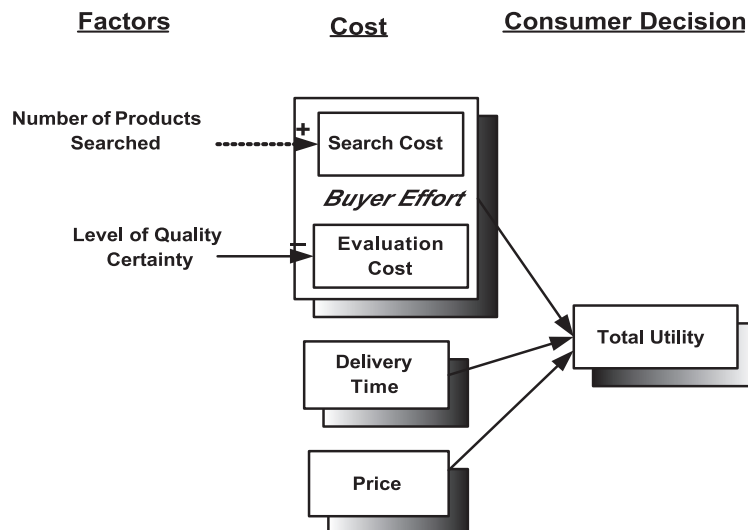 Factors
Cost
Consumer Decision
Number of Products
Searched
+
Search Cost
Buyer Effort
Level of Quality
Certainty
–
Evaluation
Cost
Total Utility
Delivery
Time
Price